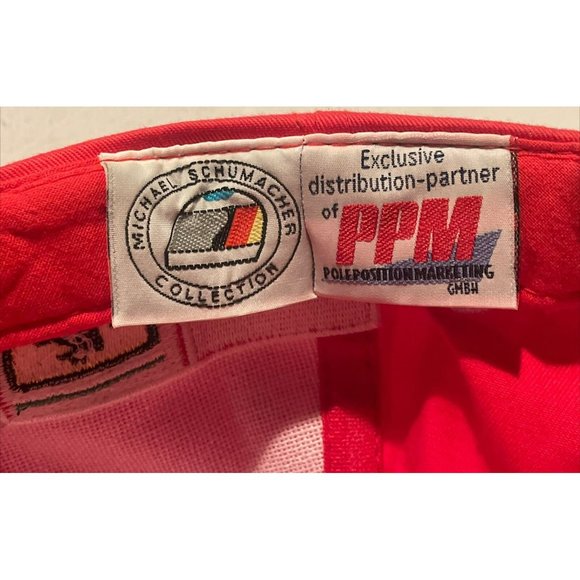 MICHAEL SCHUMACHER
COLLECTION
Exclusive
distribution-partner
of PPM
POLEPOSITIONMARKETING
GMBH